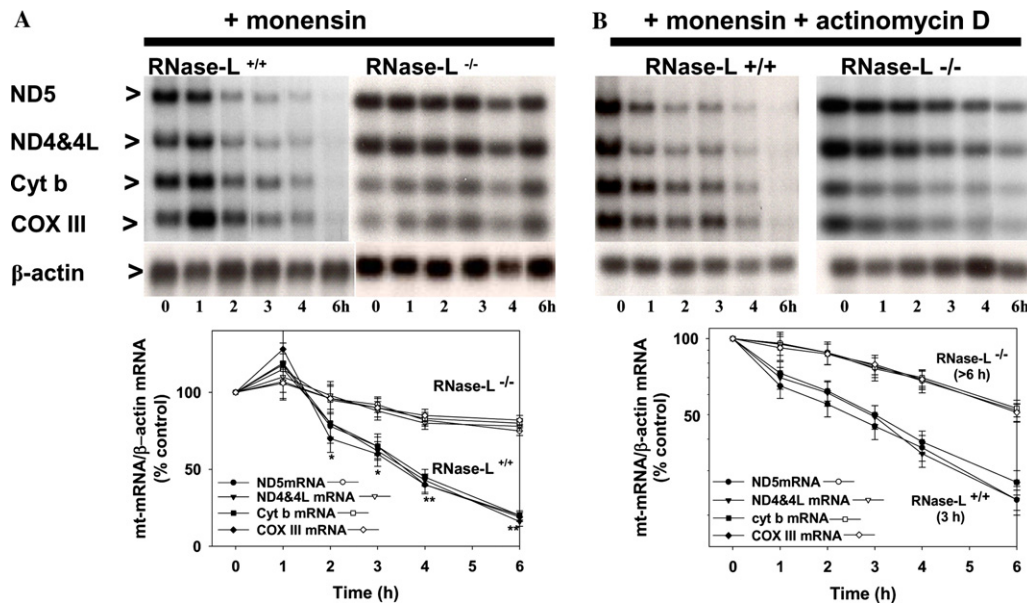 A
+ monensin
RNase-L +/+
RNase-L -/-
ND5 >
ND4&4L >
Cyt b >
COX III >
β-actin >
0 1 2 3 4 6h
0 1 2 3 4 6h
mt-mRNA/β–actin mRNA
(% control)
100
50
0
RNase-L -/-
RNase-L +/+
*
*
**
**
ND5mRNA
ND4&4L mRNA
Cyt b mRNA
COX III mRNA
0 1 2 3 4 5 6
Time (h)
B
+ monensin + actinomycin D
RNase-L +/+
RNase-L -/-
0 1 2 3 4 6h
0 1 2 3 4 6h
mt-mRNA/β-actin mRNA
(% control)
100
50
RNase-L -/-
(>6 h)
RNase-L +/+
(3 h)
ND5mRNA
ND4&4L mRNA
cyt b mRNA
COX III mRNA
0 1 2 3 4 5 6
Time (h)